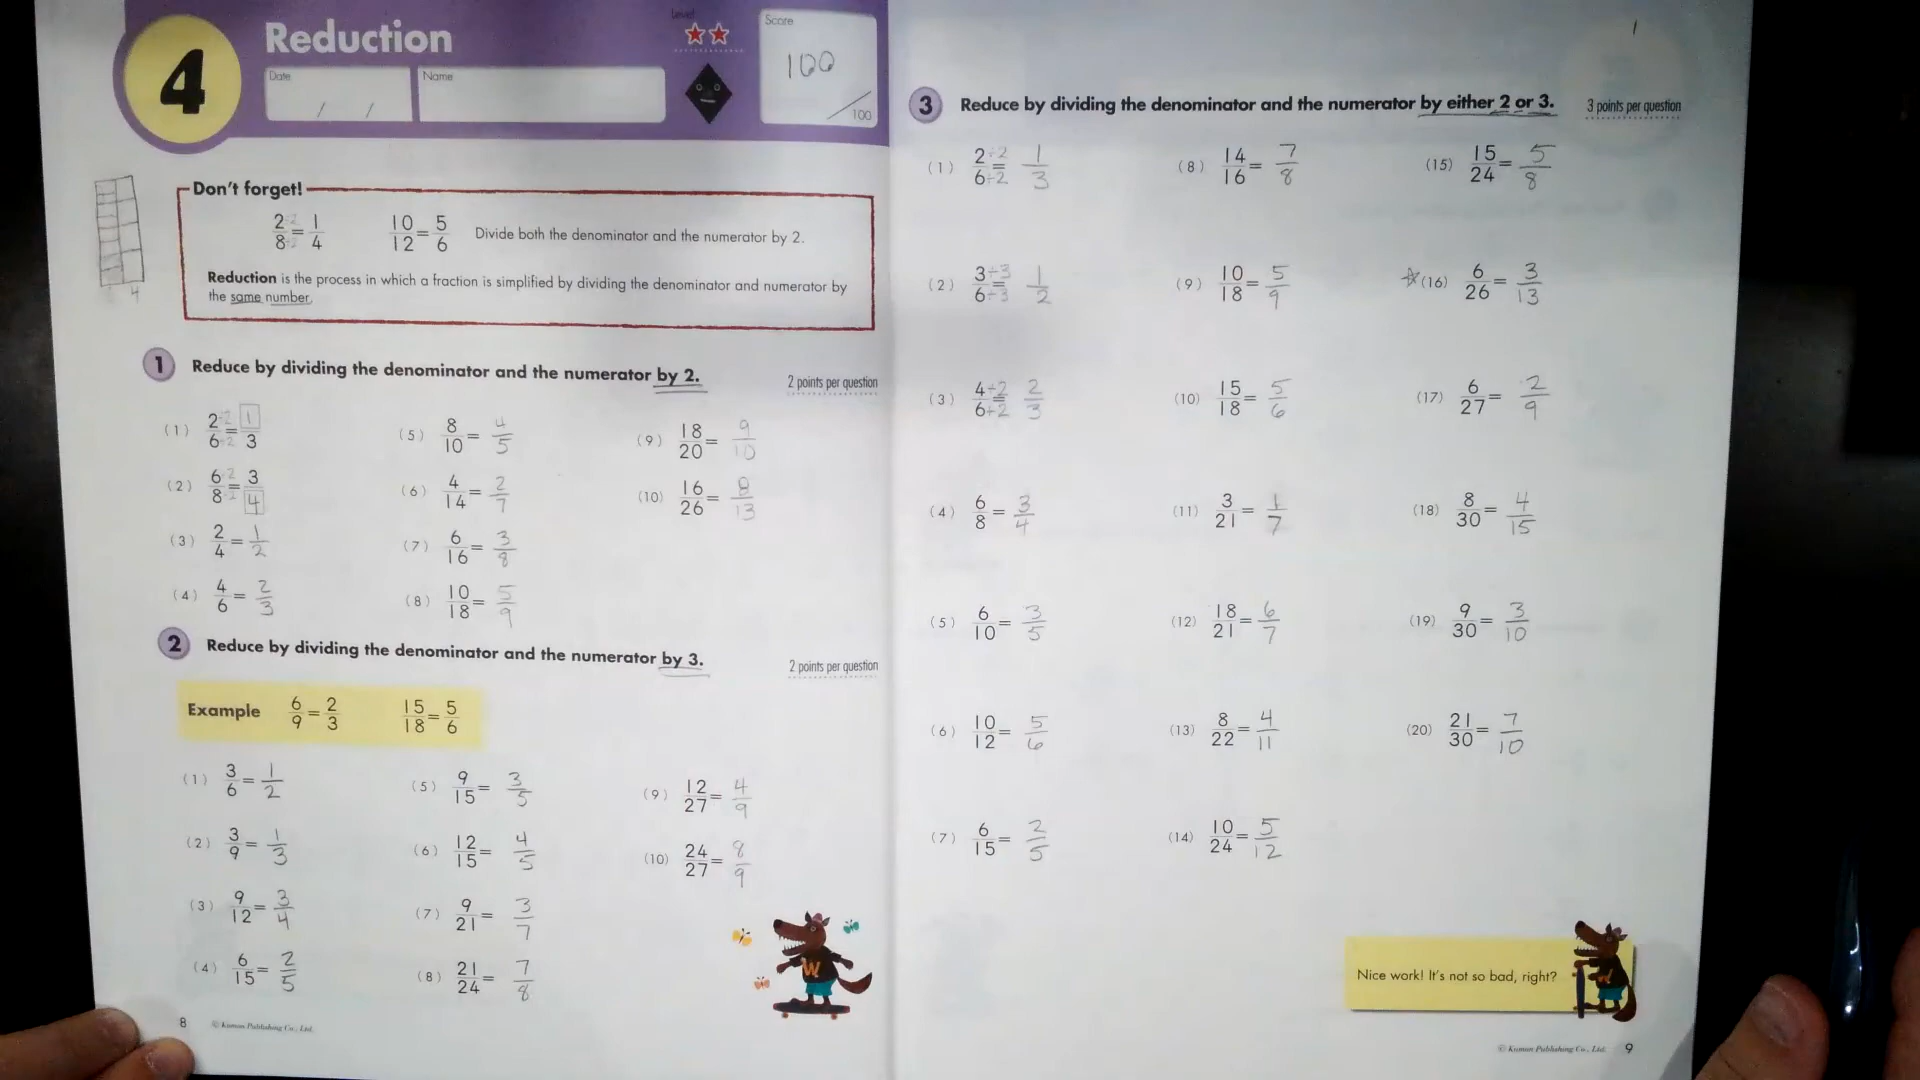 4
Reduction
Level
Score
100
/100
Date / /
Name
Don't forget!
2÷2/8÷2 = 1/4
10/12 = 5/6
Divide both the denominator and the numerator by 2.
Reduction is the process in which a fraction is simplified by dividing the denominator and numerator by
the same number.
4
1 Reduce by dividing the denominator and the numerator by 2.
2 points per question
(1) 2÷2/6÷2 = 1/3
(2) 6÷2/8÷2 = 3/4
(3) 2/4 = 1/2
(4) 4/6 = 2/3
(5) 8/10 = 4/5
(6) 4/14 = 2/7
(7) 6/16 = 3/8
(8) 10/18 = 5/9
(9) 18/20 = 9/10
(10) 16/26 = 8/13
2 Reduce by dividing the denominator and the numerator by 3.
2 points per question
Example 6/9 = 2/3 15/18 = 5/6
(1) 3/6 = 1/2
(2) 3/9 = 1/3
(3) 9/12 = 3/4
(4) 6/15 = 2/5
(5) 9/15 = 3/5
(6) 12/15 = 4/5
(7) 9/21 = 3/7
(8) 21/24 = 7/8
(9) 12/27 = 4/9
(10) 24/27 = 8/9
W
8
© Kumon Publishing Co., Ltd.
3 Reduce by dividing the denominator and the numerator by either 2 or 3.
3 points per question
(1) 2÷2/6÷2 = 1/3
(2) 3÷3/6÷3 = 1/2
(3) 4÷2/6÷2 = 2/3
(4) 6/8 = 3/4
(5) 6/10 = 3/5
(6) 10/12 = 5/6
(7) 6/15 = 2/5
(8) 14/16 = 7/8
(9) 10/18 = 5/9
(10) 15/18 = 5/6
(11) 3/21 = 1/7
(12) 18/21 = 6/7
(13) 8/22 = 4/11
(14) 10/24 = 5/12
(15) 15/24 = 5/8
☆(16) 6/26 = 3/13
(17) 6/27 = 2/9
(18) 8/30 = 4/15
(19) 9/30 = 3/10
(20) 21/30 = 7/10
Nice work! It's not so bad, right?
© Kumon Publishing Co., Ltd.
9